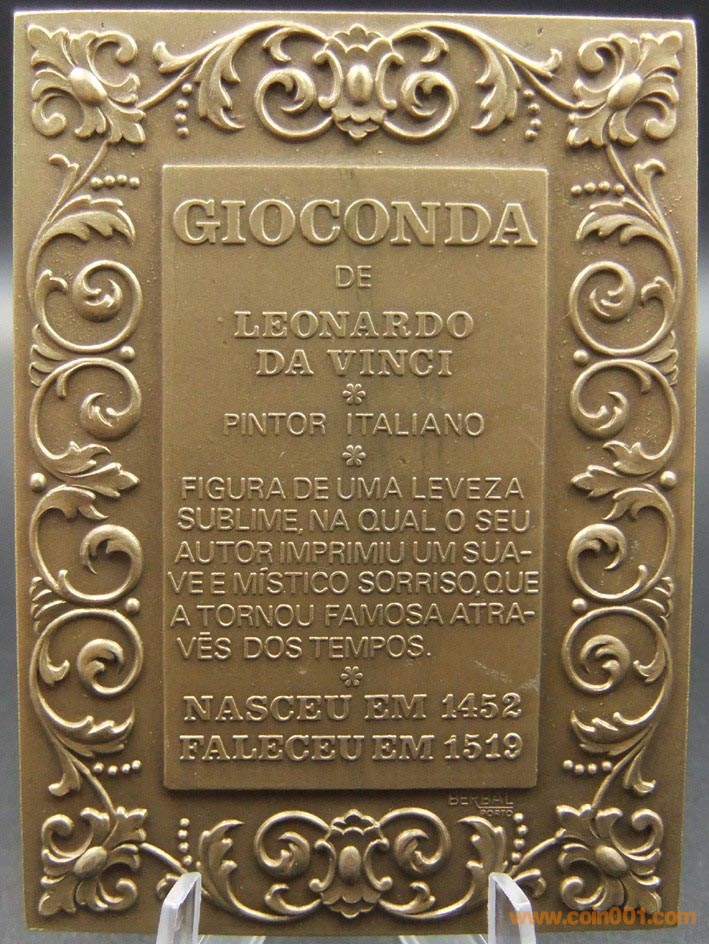 GIOCONDA
DE
LEONARDO
DA VINCI
*
PINTOR ITALIANO
*
FIGURA DE UMA LEVEZA
SUBLIME, NA QUAL O SEU
AUTOR IMPRIMIU UM SUA-
VE E MÍSTICO SORRISO, QUE
A TORNOU FAMOSA ATRA-
VÉS DOS TEMPOS.
*
NASCEU EM 1452
FALECEU EM 1519
BERBAL
PORTO
www.coin001.com